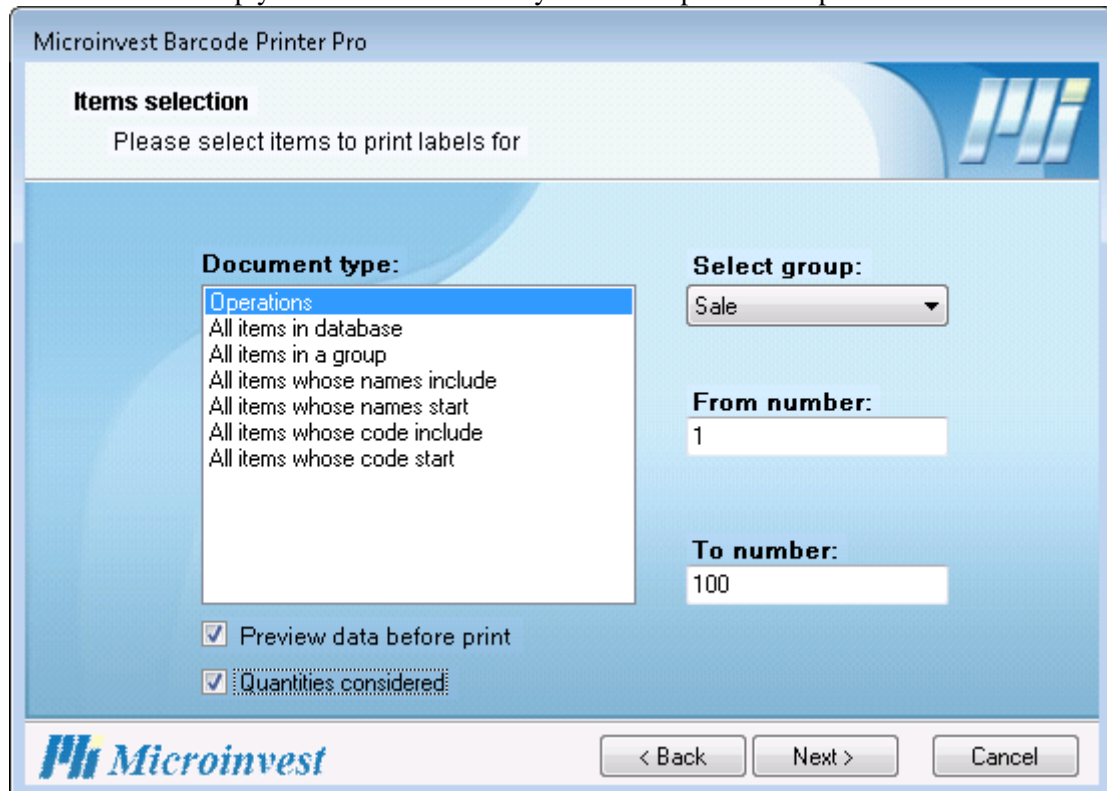 Microinvest Barcode Printer Pro
Items selection
Please select items to print labels for
Document type:
Operations
All items in database
All items in a group
All items whose names include
All items whose names start
All items whose code include
All items whose code start
Preview data before print
Quantities considered
Select group:
Sale
From number:
1
To number:
100
Microinvest
< Back
Next >
Cancel